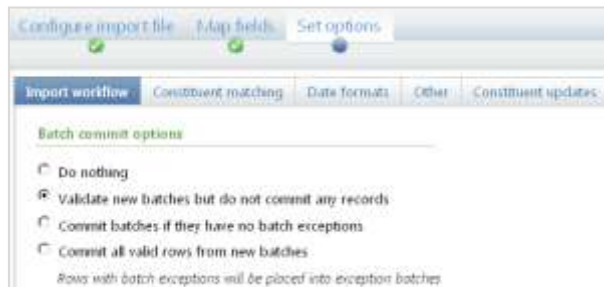 Configure import file Map fields Set options
Import workflow Constituent matching Date formats Other Constituent updates
Batch commit options
Do nothing
Validate new batches but do not commit any records
Commit batches if they have no batch exceptions
Commit all valid rows from new batches
Rows with batch exceptions will be placed into exception batches